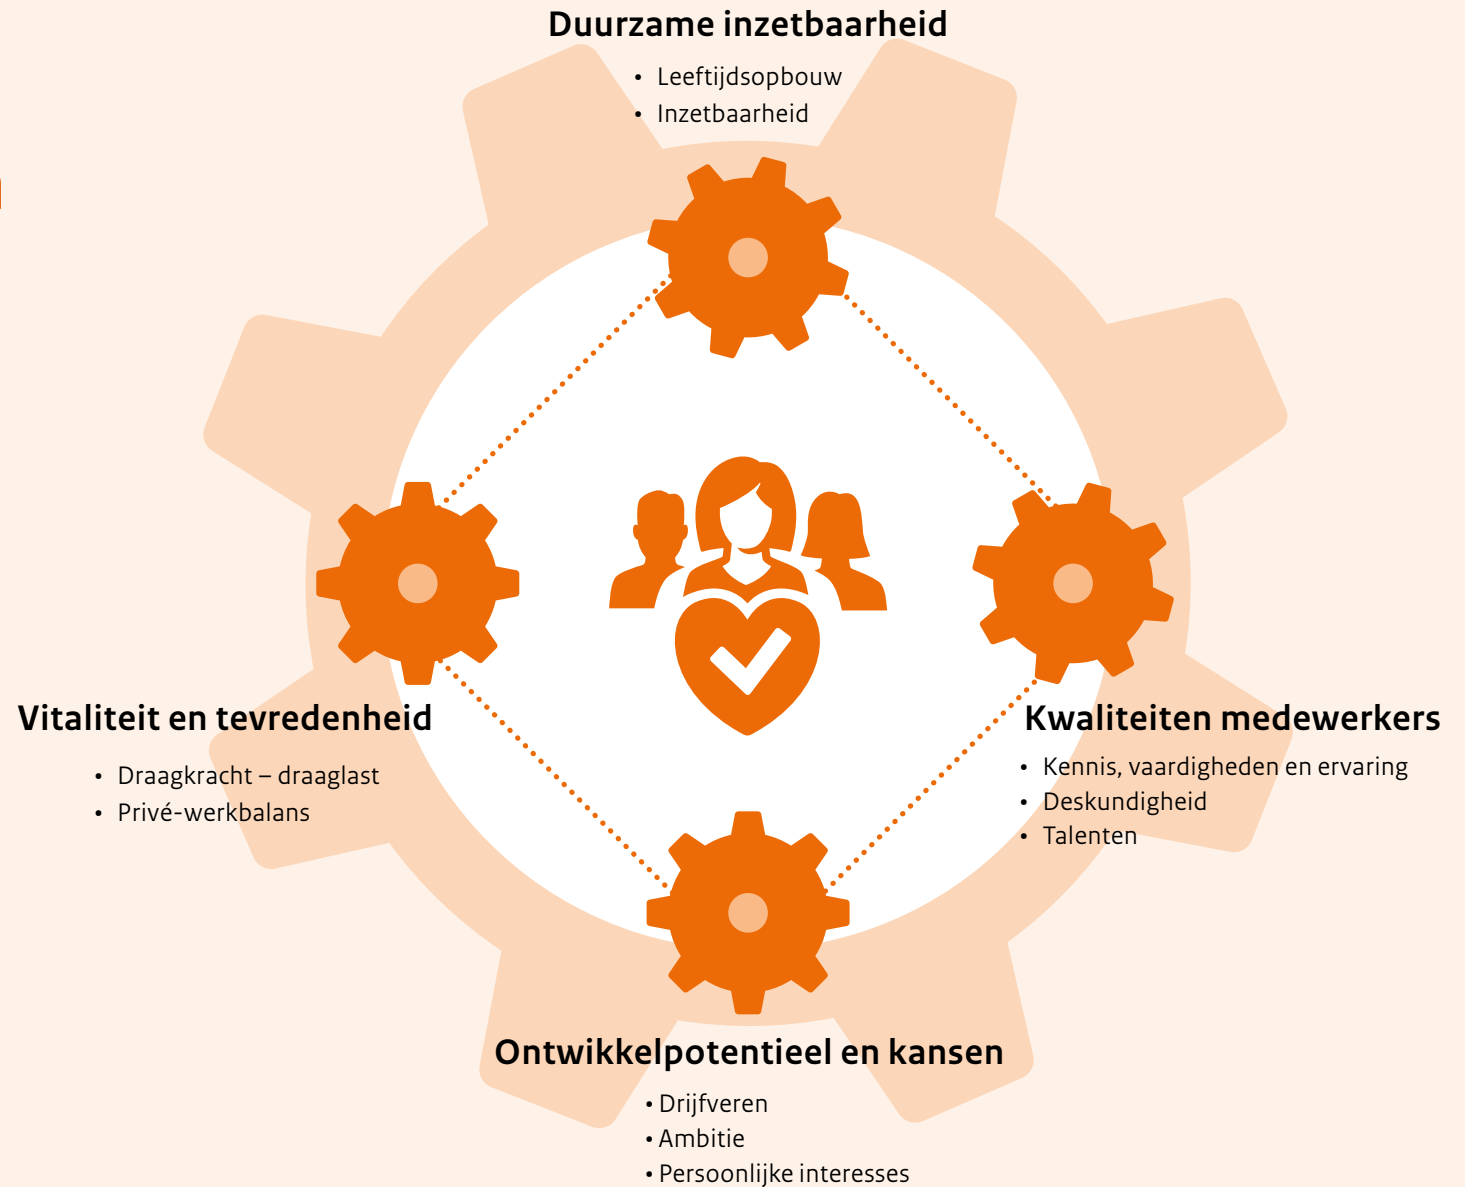 Duurzame inzetbaarheid
• Leeftijdsopbouw
• Inzetbaarheid
Vitaliteit en tevredenheid
• Draagkracht – draaglast
• Privé-werkbalans
Kwaliteiten medewerkers
• Kennis, vaardigheden en ervaring
• Deskundigheid
• Talenten
Ontwikkelpotentieel en kansen
• Drijfveren
• Ambitie
• Persoonlijke interesses